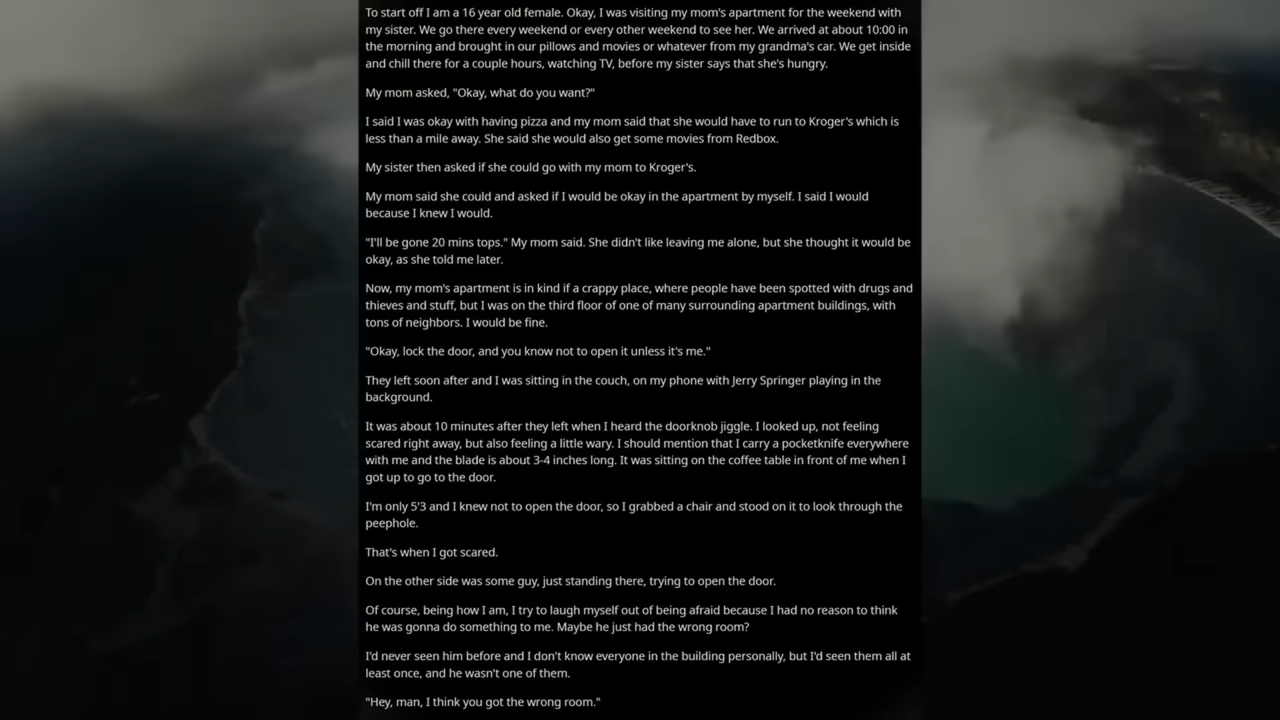 To start off I am a 16 year old female. Okay, I was visiting my mom's apartment for the weekend with
my sister. We go there every weekend or every other weekend to see her. We arrived at about 10:00 in
the morning and brought in our pillows and movies or whatever from my grandma's car. We get inside
and chill there for a couple hours, watching TV, before my sister says that she's hungry.
My mom asked, "Okay, what do you want?"
I said I was okay with having pizza and my mom said that she would have to run to Kroger's which is
less than a mile away. She said she would also get some movies from Redbox.
My sister then asked if she could go with my mom to Kroger's.
My mom said she could and asked if I would be okay in the apartment by myself. I said I would
because I knew I would.
"I'll be gone 20 mins tops." My mom said. She didn't like leaving me alone, but she thought it would be
okay, as she told me later.
Now, my mom's apartment is in kind if a crappy place, where people have been spotted with drugs and
thieves and stuff, but I was on the third floor of one of many surrounding apartment buildings, with
tons of neighbors. I would be fine.
"Okay, lock the door, and you know not to open it unless it's me."
They left soon after and I was sitting in the couch, on my phone with Jerry Springer playing in the
background.
It was about 10 minutes after they left when I heard the doorknob jiggle. I looked up, not feeling
scared right away, but also feeling a little wary. I should mention that I carry a pocketknife everywhere
with me and the blade is about 3-4 inches long. It was sitting on the coffee table in front of me when I
got up to go to the door.
I'm only 5'3 and I knew not to open the door, so I grabbed a chair and stood on it to look through the
peephole.
That's when I got scared.
On the other side was some guy, just standing there, trying to open the door.
Of course, being how I am, I try to laugh myself out of being afraid because I had no reason to think
he was gonna do something to me. Maybe he just had the wrong room?
I'd never seen him before and I don't know everyone in the building personally, but I'd seen them all at
least once, and he wasn't one of them.
"Hey, man, I think you got the wrong room."